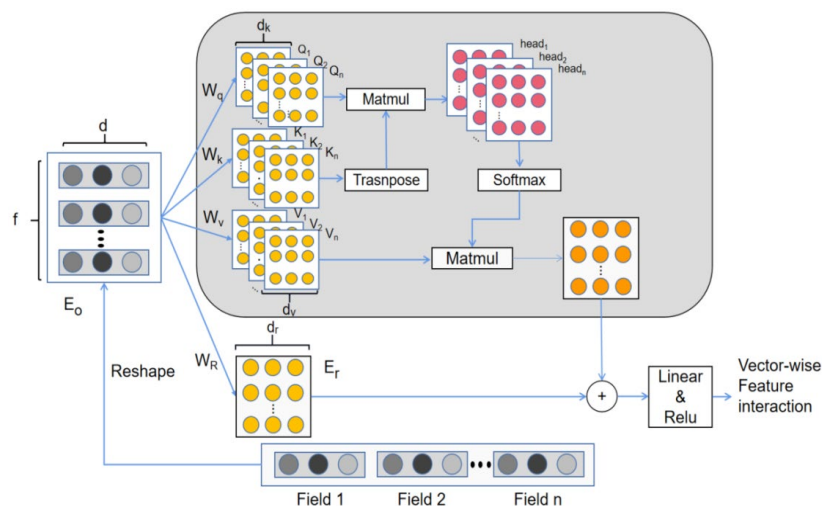 d_k
Q_1
Q_2
Q_n
head_1
head_2
head_n
W_q
Matmul
d
K_1
K_2
K_n
W_k
Trasnpose
Softmax
f
W_v
V_1
V_2
V_n
Matmul
d_v
E_o
d_r
Reshape
W_R
E_r
+
Linear
&
Relu
Vector-wise
Feature
interaction
Field 1
Field 2
Field n